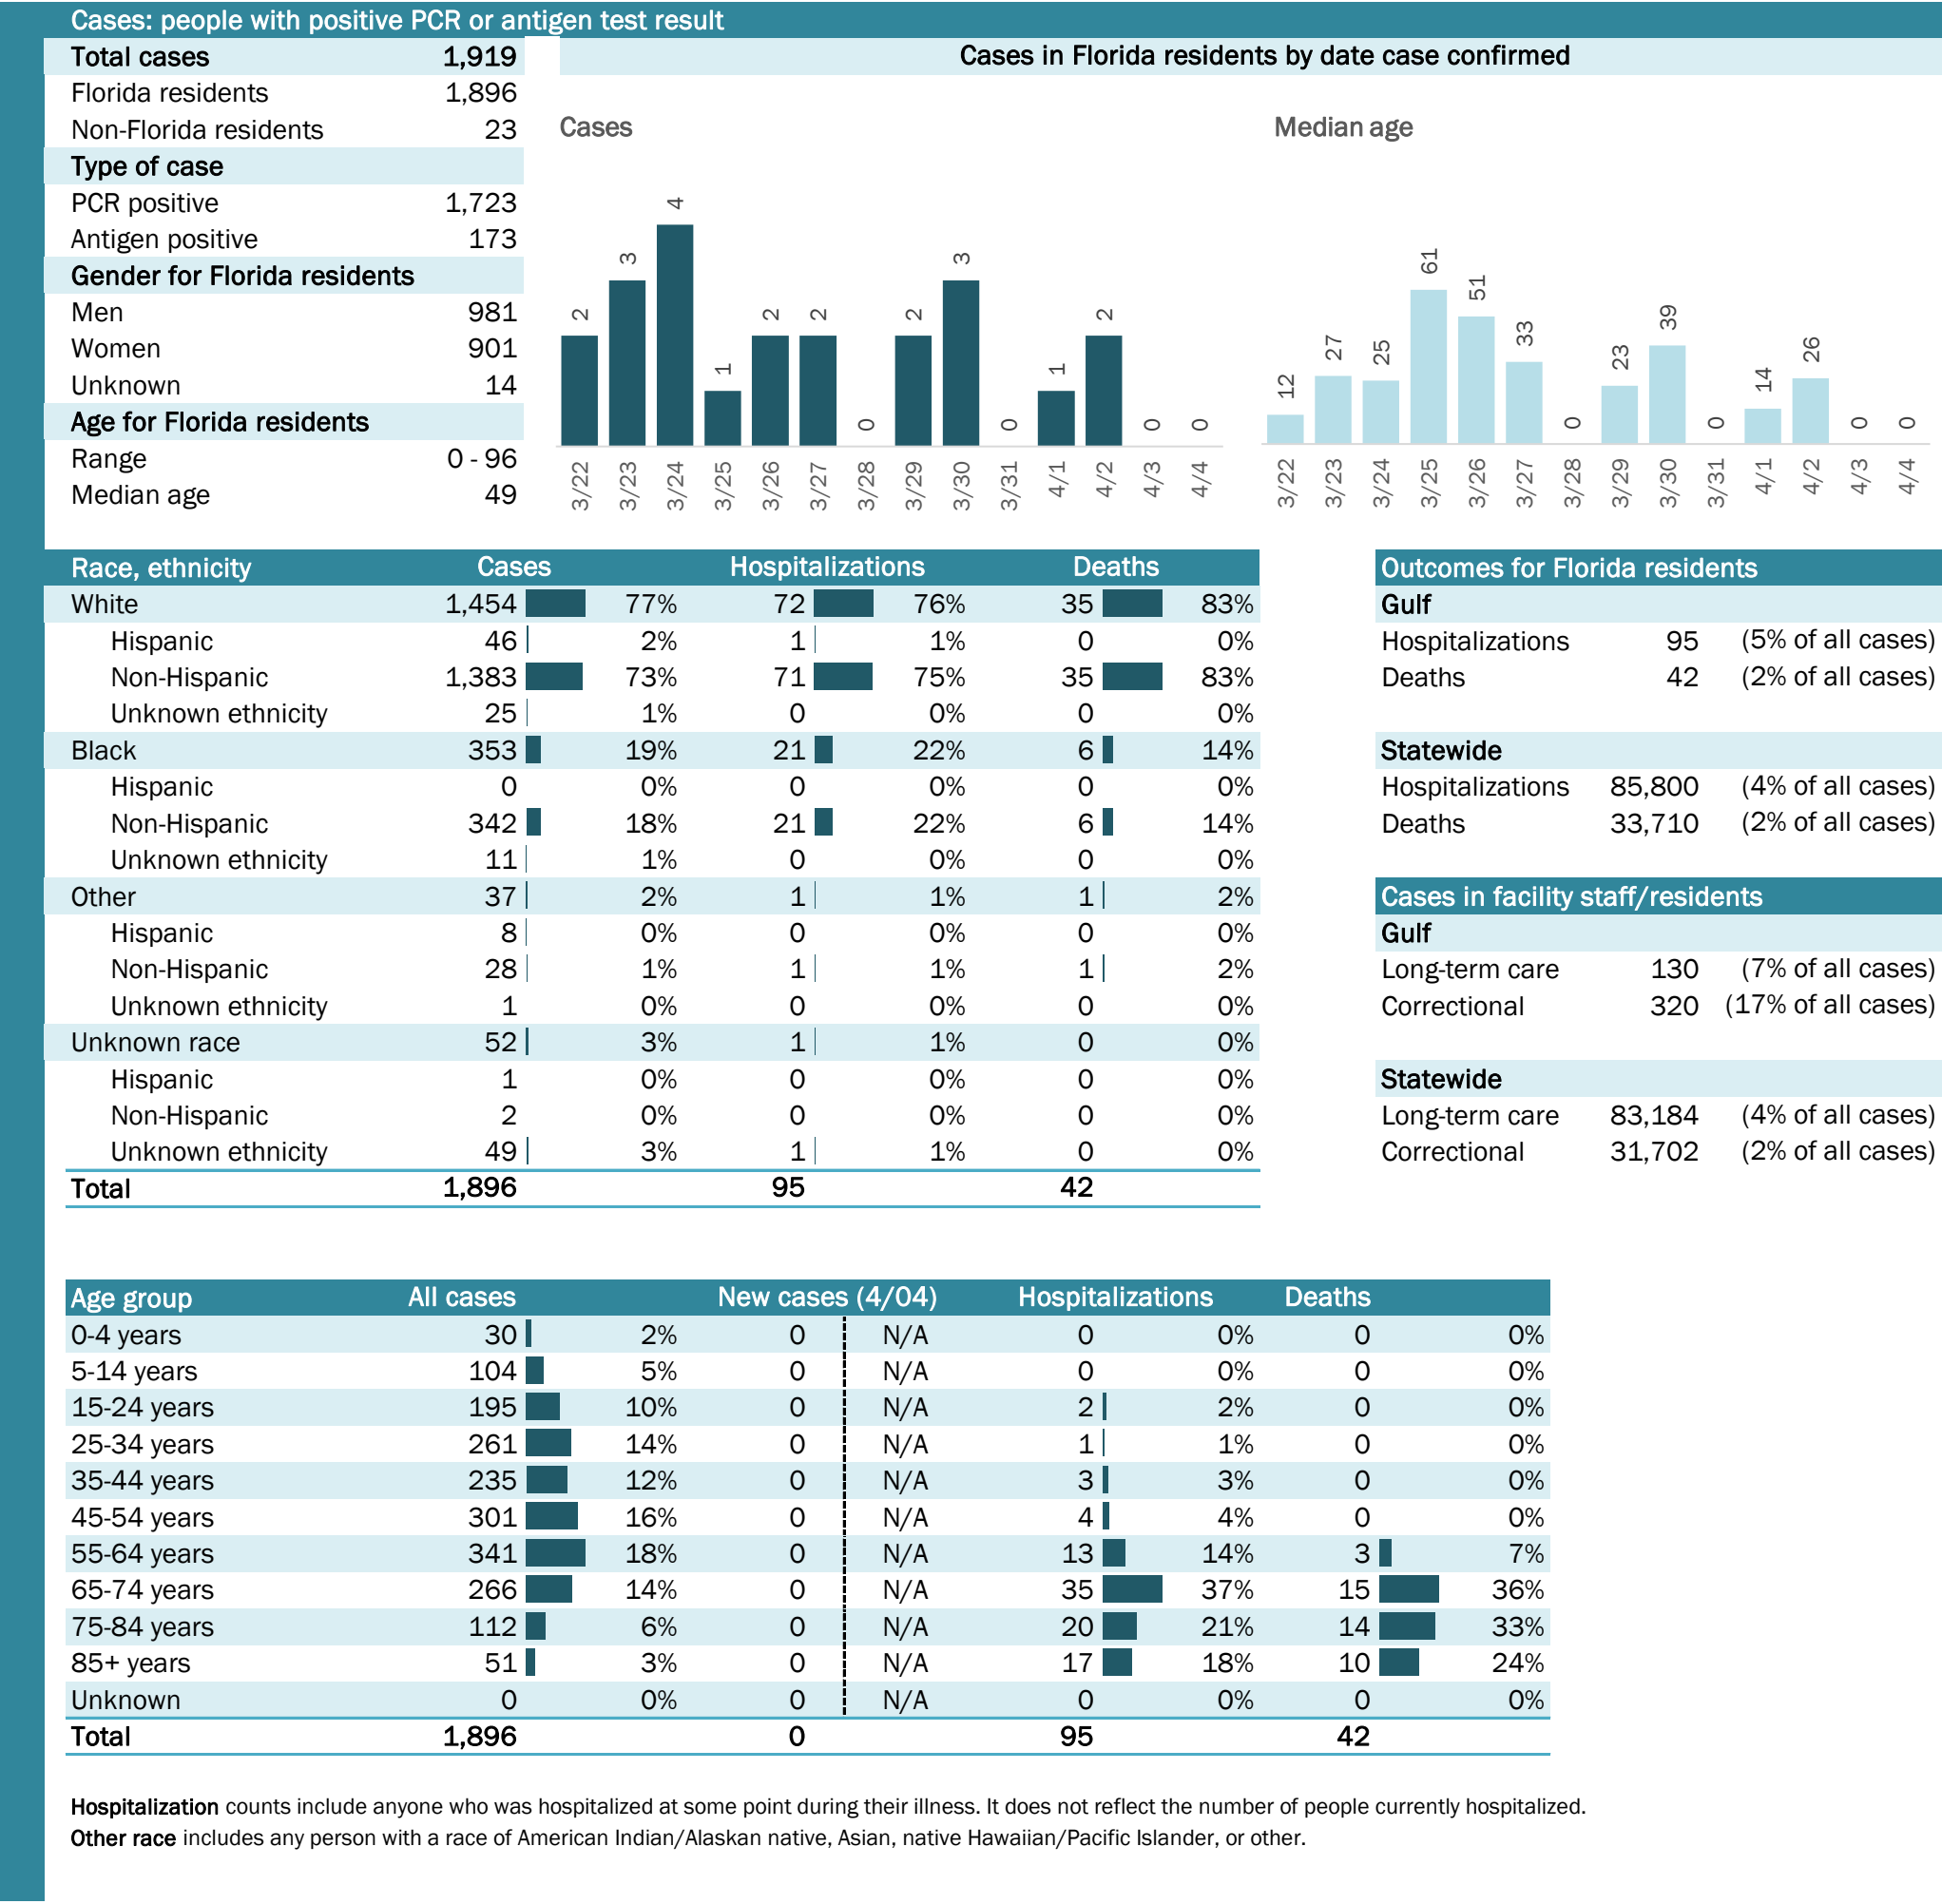 Cases: people with positive PCR or antigen test result
Total cases 1,919
Florida residents 1,896
Non-Florida residents 23
Type of case
PCR positive 1,723
Antigen positive 173
Gender for Florida residents
Men 981
Women 901
Unknown 14
Age for Florida residents
Range 0 - 96
Median age 49
Cases in Florida residents by date case confirmed
Cases
2 3 4 1 2 2 0 2 3 0 1 2 0 0
3/22 3/23 3/24 3/25 3/26 3/27 3/28 3/29 3/30 3/31 4/1 4/2 4/3 4/4
Median age
12 27 25 61 51 33 0 23 39 0 14 26 0 0
3/22 3/23 3/24 3/25 3/26 3/27 3/28 3/29 3/30 3/31 4/1 4/2 4/3 4/4
Race, ethnicity Cases Hospitalizations Deaths
White 1,454 77% 72 76% 35 83%
Hispanic 46 2% 1 1% 0 0%
Non-Hispanic 1,383 73% 71 75% 35 83%
Unknown ethnicity 25 1% 0 0% 0 0%
Black 353 19% 21 22% 6 14%
Hispanic 0 0% 0 0% 0 0%
Non-Hispanic 342 18% 21 22% 6 14%
Unknown ethnicity 11 1% 0 0% 0 0%
Other 37 2% 1 1% 1 2%
Hispanic 8 0% 0 0% 0 0%
Non-Hispanic 28 1% 1 1% 1 2%
Unknown ethnicity 1 0% 0 0% 0 0%
Unknown race 52 3% 1 1% 0 0%
Hispanic 1 0% 0 0% 0 0%
Non-Hispanic 2 0% 0 0% 0 0%
Unknown ethnicity 49 3% 1 1% 0 0%
Total 1,896 95 42
Outcomes for Florida residents
Gulf
Hospitalizations 95 (5% of all cases)
Deaths 42 (2% of all cases)
Statewide
Hospitalizations 85,800 (4% of all cases)
Deaths 33,710 (2% of all cases)
Cases in facility staff/residents
Gulf
Long-term care 130 (7% of all cases)
Correctional 320 (17% of all cases)
Statewide
Long-term care 83,184 (4% of all cases)
Correctional 31,702 (2% of all cases)
Age group All cases New cases (4/04) Hospitalizations Deaths
0-4 years 30 2% 0 N/A 0 0% 0 0%
5-14 years 104 5% 0 N/A 0 0% 0 0%
15-24 years 195 10% 0 N/A 2 2% 0 0%
25-34 years 261 14% 0 N/A 1 1% 0 0%
35-44 years 235 12% 0 N/A 3 3% 0 0%
45-54 years 301 16% 0 N/A 4 4% 0 0%
55-64 years 341 18% 0 N/A 13 14% 3 7%
65-74 years 266 14% 0 N/A 35 37% 15 36%
75-84 years 112 6% 0 N/A 20 21% 14 33%
85+ years 51 3% 0 N/A 17 18% 10 24%
Unknown 0 0% 0 N/A 0 0% 0 0%
Total 1,896 0 95 42
Hospitalization counts include anyone who was hospitalized at some point during their illness. It does not reflect the number of people currently hospitalized.
Other race includes any person with a race of American Indian/Alaskan native, Asian, native Hawaiian/Pacific Islander, or other.